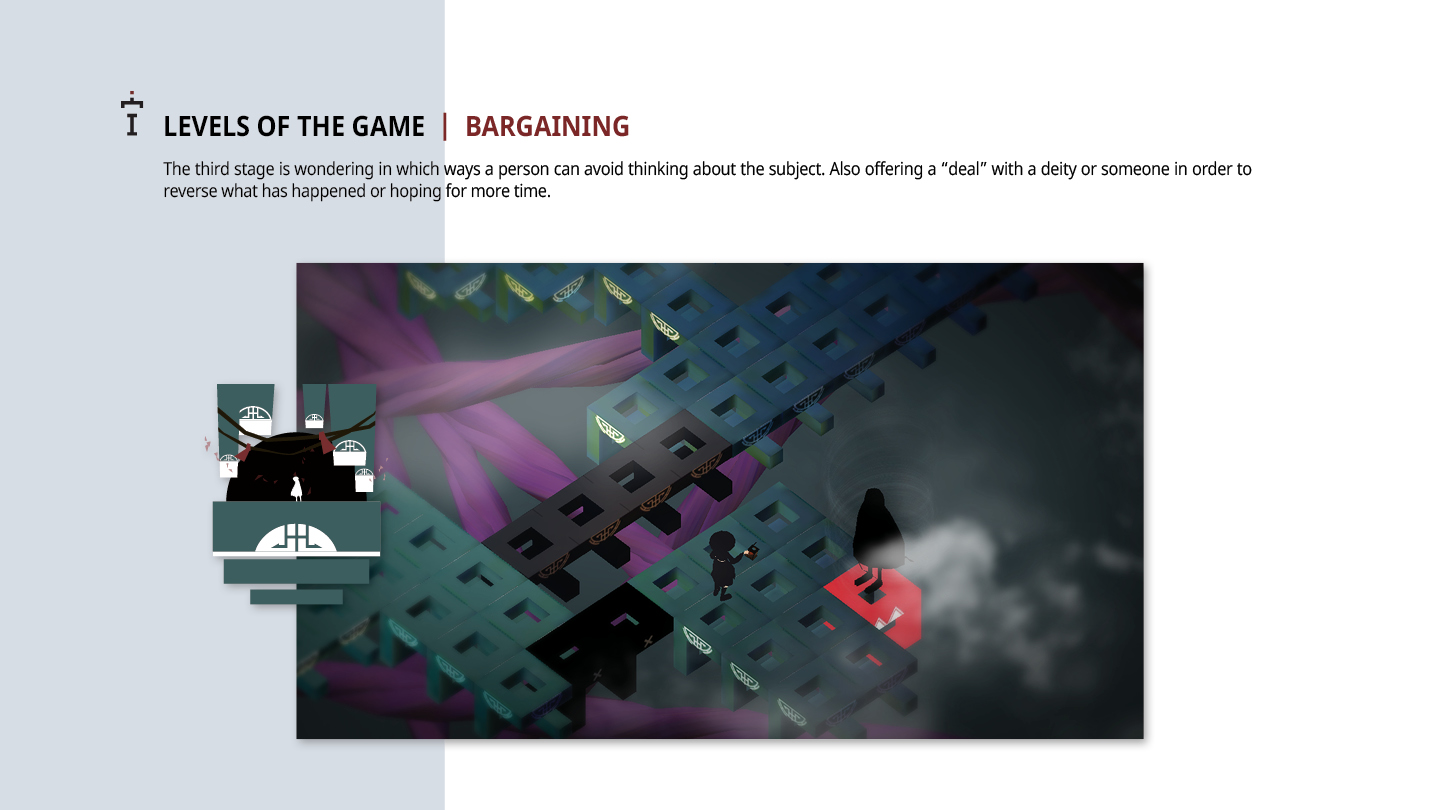 LEVELS OF THE GAME | BARGAINING
The third stage is wondering in which ways a person can avoid thinking about the subject. Also offering a “deal” with a deity or someone in order to
reverse what has happened or hoping for more time.